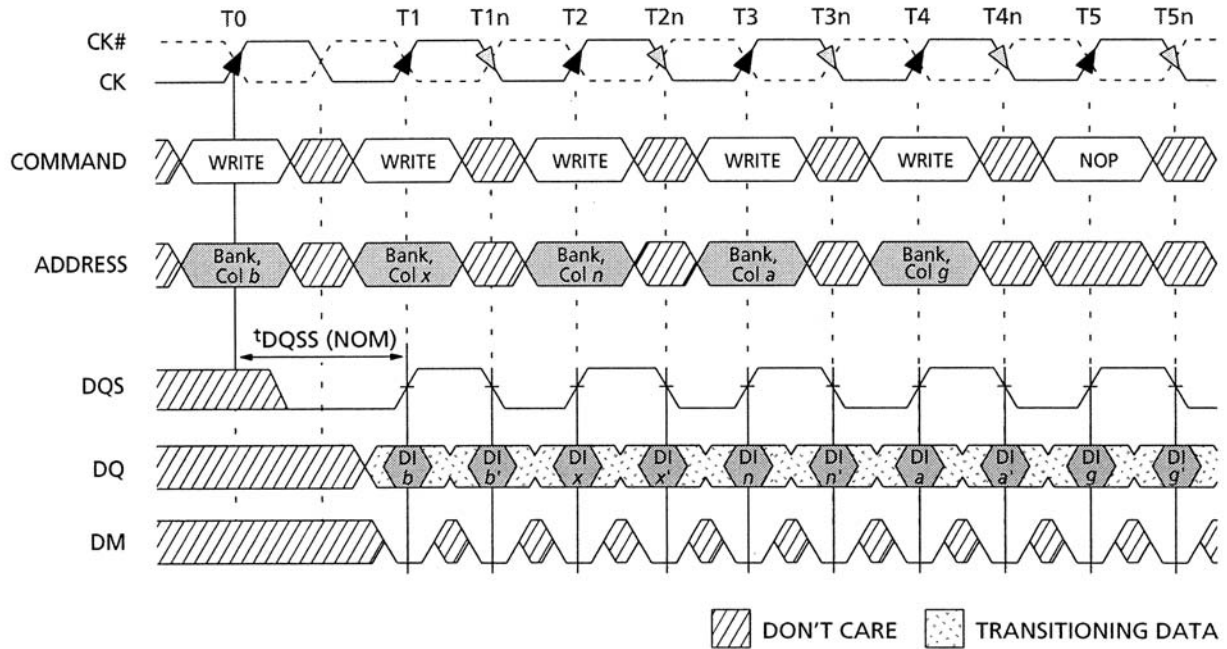 T0 T1 T1n T2 T2n T3 T3n T4 T4n T5 T5n
CK#
CK
COMMAND WRITE WRITE WRITE WRITE WRITE NOP
ADDRESS Bank, Col b Bank, Col x Bank, Col n Bank, Col a Bank, Col g
tDQSS (NOM)
DQS
DQ DI b DI b' DI x DI x' DI n DI n' DI a DI a' DI g DI g'
DM
DON'T CARE TRANSITIONING DATA